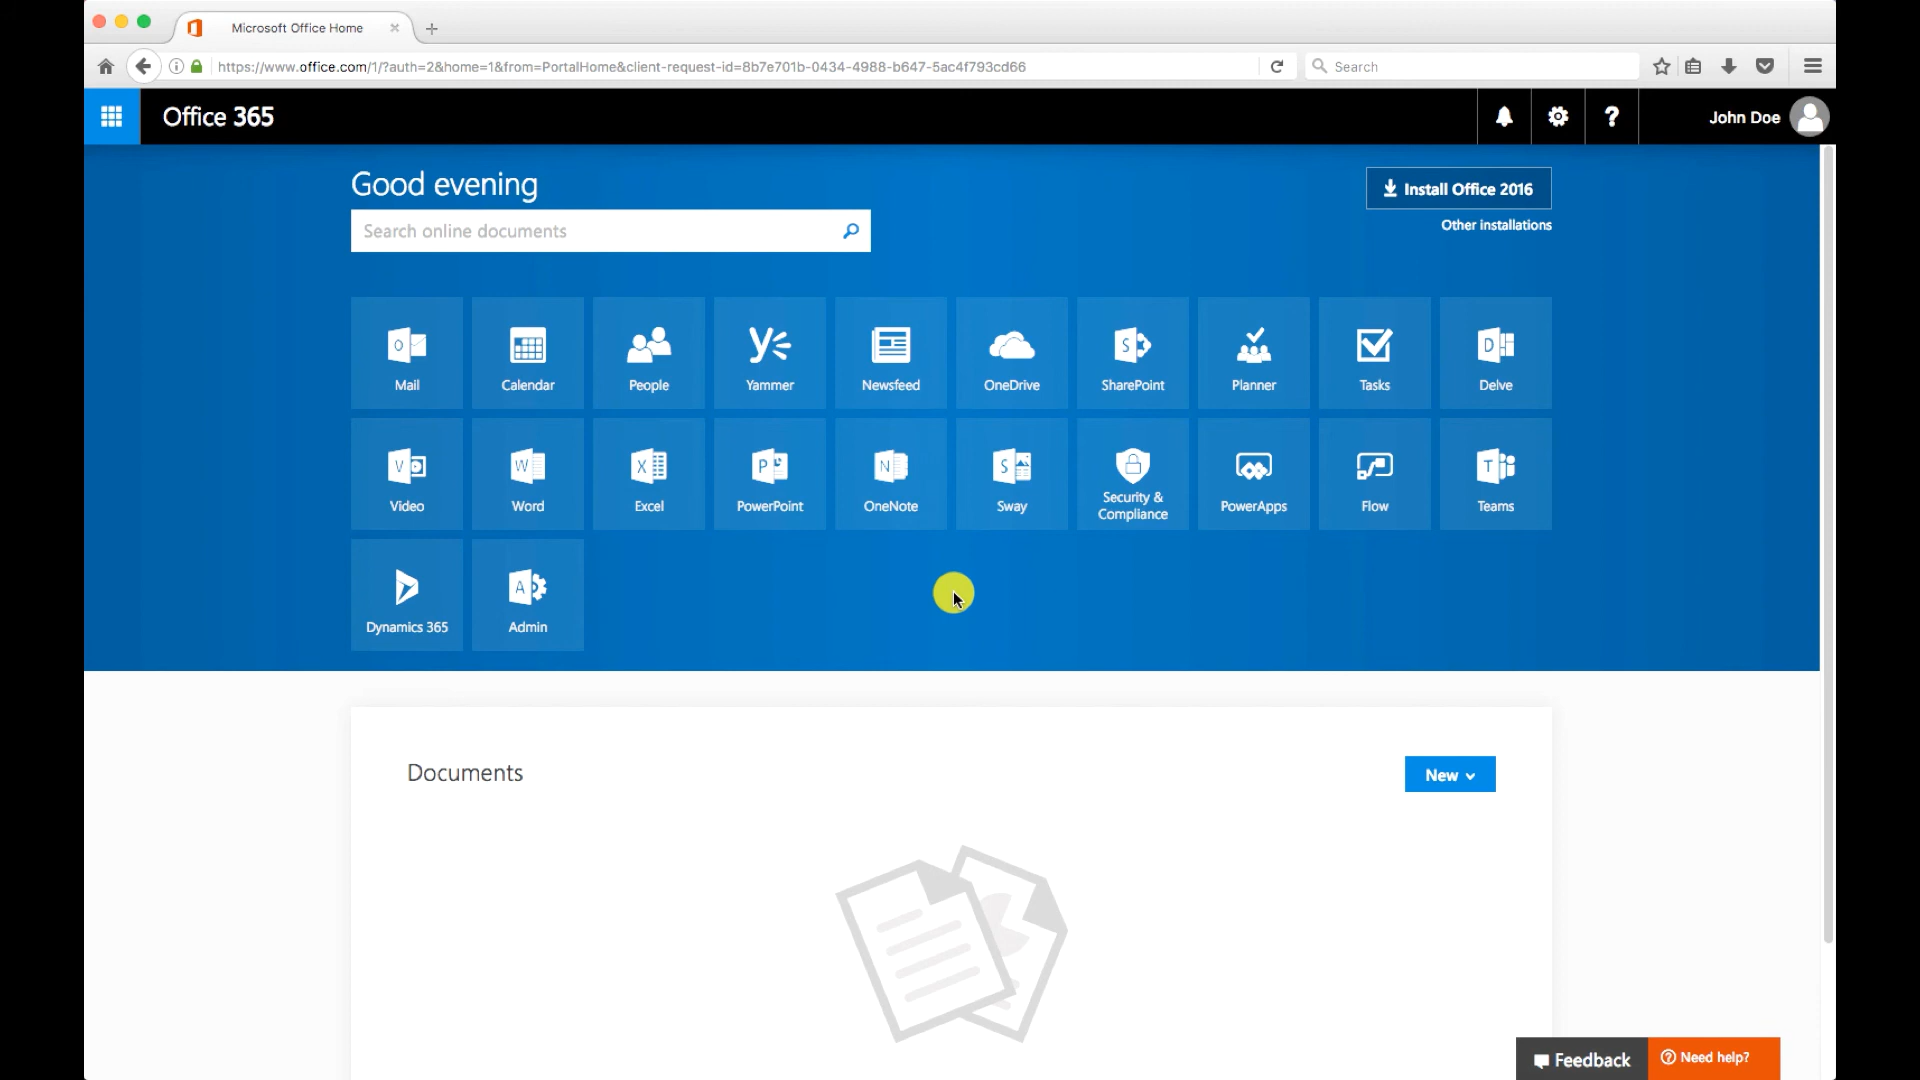 Microsoft Office Home
https://www.office.com/1/?auth=2&home=1&from=PortalHome&client-request-id=8b7e701b-0434-4988-b647-5ac4f793cd66
Search
Office 365
?
John Doe
Good evening
Install Office 2016
Search online documents
Other installations
Mail
Calendar
People
Yammer
Newsfeed
OneDrive
SharePoint
Planner
Tasks
Delve
Video
Word
Excel
PowerPoint
OneNote
Sway
Security &
Compliance
PowerApps
Flow
Teams
Dynamics 365
Admin
Documents
New
Feedback
Need help?